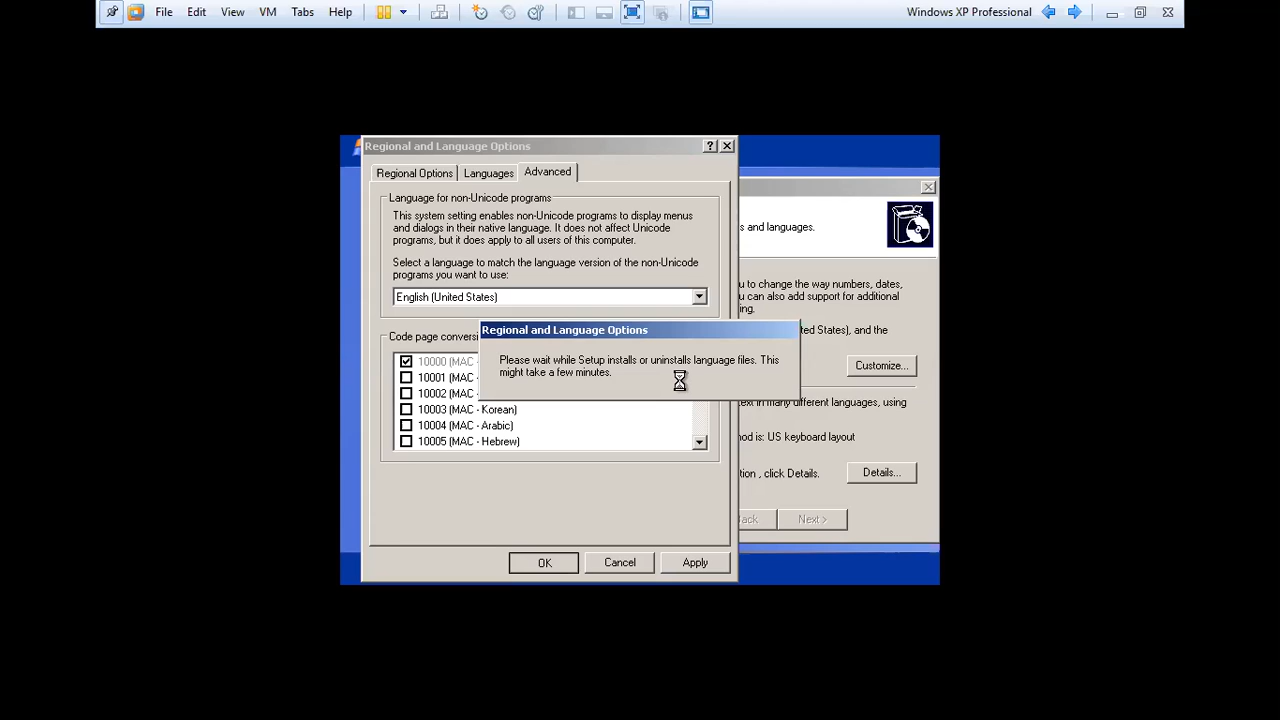 File Edit View VM Tabs Help
Windows XP Professional
Regional and Language Options
Regional Options
Languages
Advanced
Language for non-Unicode programs
This system setting enables non-Unicode programs to display menus
and dialogs in their native language. It does not affect Unicode
programs, but it does apply to all users of this computer.
Select a language to match the language version of the non-Unicode
programs you want to use:
English (United States)
Code page
10000 (MAC -
10001 (MAC -
10002 (MAC -
10003 (MAC - Korean)
10004 (MAC - Arabic)
10005 (MAC - Hebrew)
OK
Cancel
Apply
Regional and Language Options
Please wait while Setup installs or uninstalls language files. This
might take a few minutes.
s and languages.
u to change the way numbers, dates,
u can also add support for additional
ng.
ted States), and the
Customize...
text in many different languages, using
hod is: US keyboard layout
tion , click Details.
Details...
ack
Next >